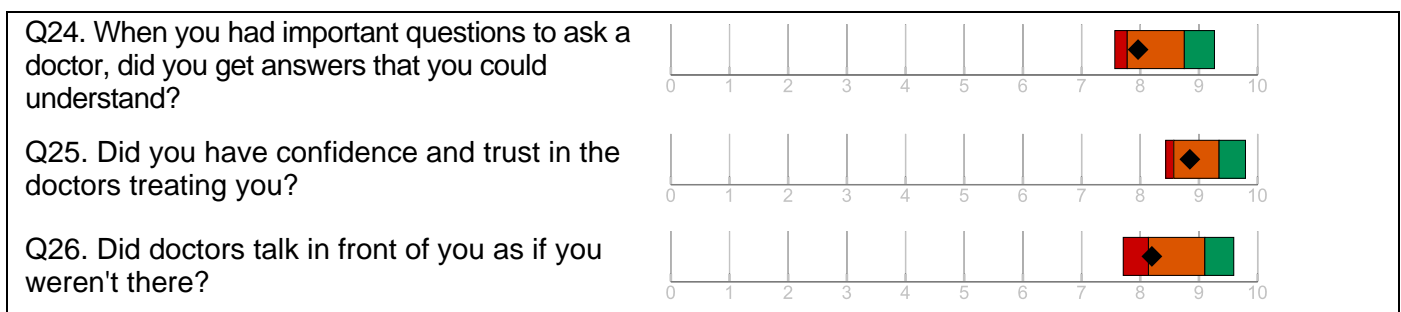 Q24. When you had important questions to ask a
doctor, did you get answers that you could
understand?
0 1 2 3 4 5 6 7 8 9 10
Q25. Did you have confidence and trust in the
doctors treating you?
0 1 2 3 4 5 6 7 8 9 10
Q26. Did doctors talk in front of you as if you
weren't there?
0 1 2 3 4 5 6 7 8 9 10